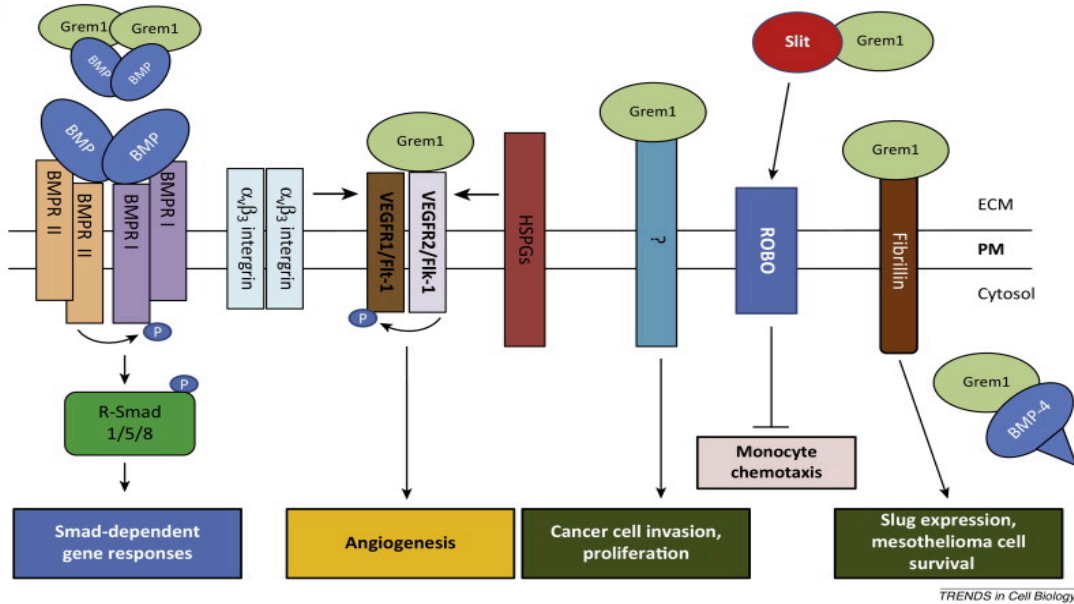 Grem1
Grem1
BMP
BMP
BMP
BMP
BMPR II
BMPR II
BMPR I
BMPR I
P
P
R-Smad
1/5/8
Smad-dependent
gene responses
αvβ3 intergrin
αvβ3 intergrin
Grem1
VEGFR1/Flt-1
VEGFR2/Flk-1
P
HSPGs
Angiogenesis
Grem1
?
Cancer cell invasion,
proliferation
Slit
Grem1
ROBO
Monocyte
chemotaxis
Grem1
Fibrillin
ECM
PM
Cytosol
Grem1
BMP-4
Slug expression,
mesothelioma cell
survival
TRENDS in Cell Biology